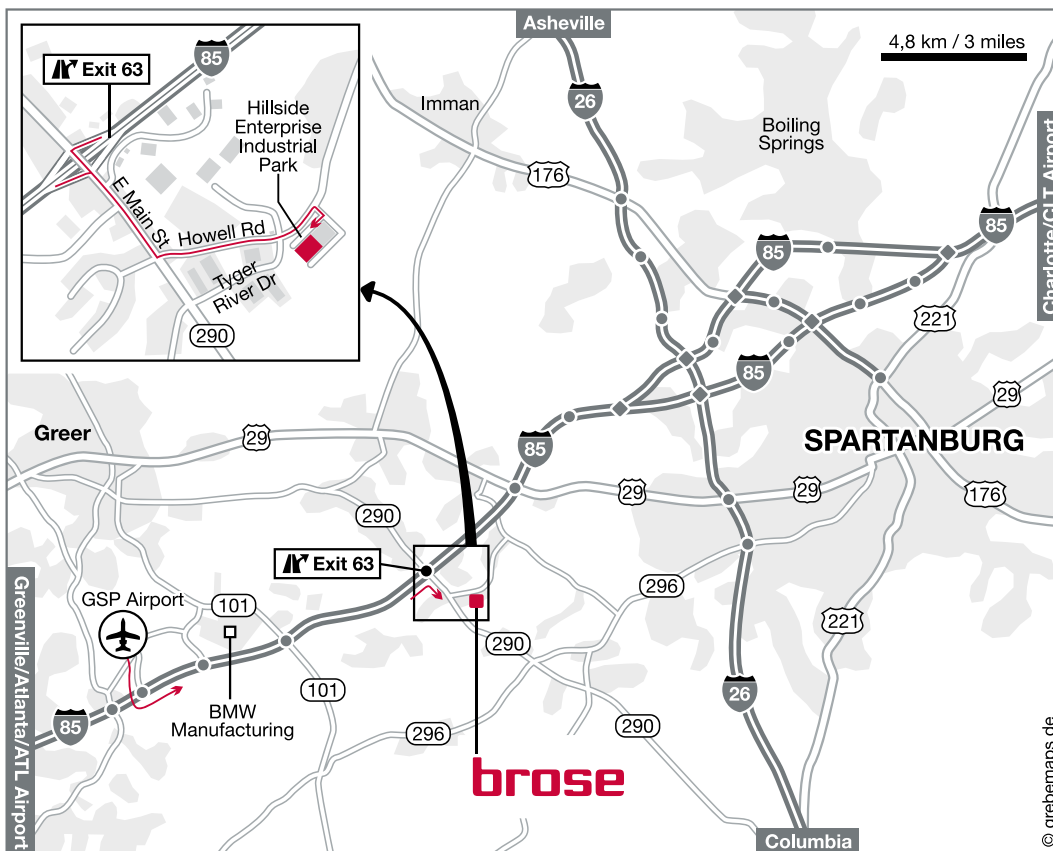 Asheville
4,8 km / 3 miles
85
Exit 63
Hillside
Enterprise
Industrial
Park
E Main St
Howell Rd
Tyger
River Dr
290
26
Imman
Boiling
Springs
176
Charlotte/CLT Airport
85
85
221
85
29
Greer
29
85
SPARTANBURG
29
29
176
290
Exit 63
296
Greenville/Atlanta/ATL Airport
GSP Airport
101
290
221
101
26
85
BMW
Manufacturing
296
290
brose
Columbia
© grebemaps.de